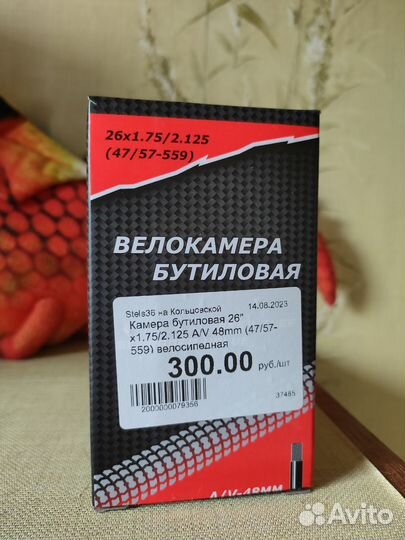 26x1.75/2.125
(47/57-559)
ВЕЛОКАМЕРА
БУТИЛОВАЯ
Stels36 на Кольцовской 14.08.2023
Камера бутиловая 26"
x1.75/2.125 A/V 48mm (47/57-
559) велосипедная
300.00 руб./шт
2000000079356
37485
A/V-48MM
Avito